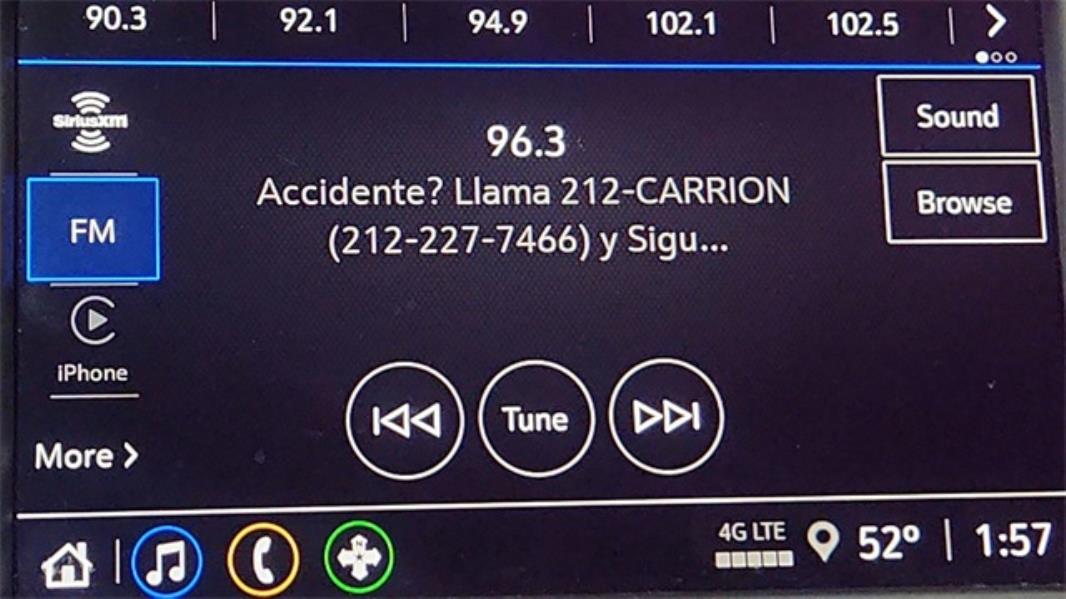 90.3 | 92.1 | 94.9 | 102.1 | 102.5 |
SiriusXM
Sound
96.3
Accidente? Llama 212-CARRION
(212-227-7466) y Sigu...
Browse
FM
iPhone
Tune
More
4G LTE
52° | 1:57